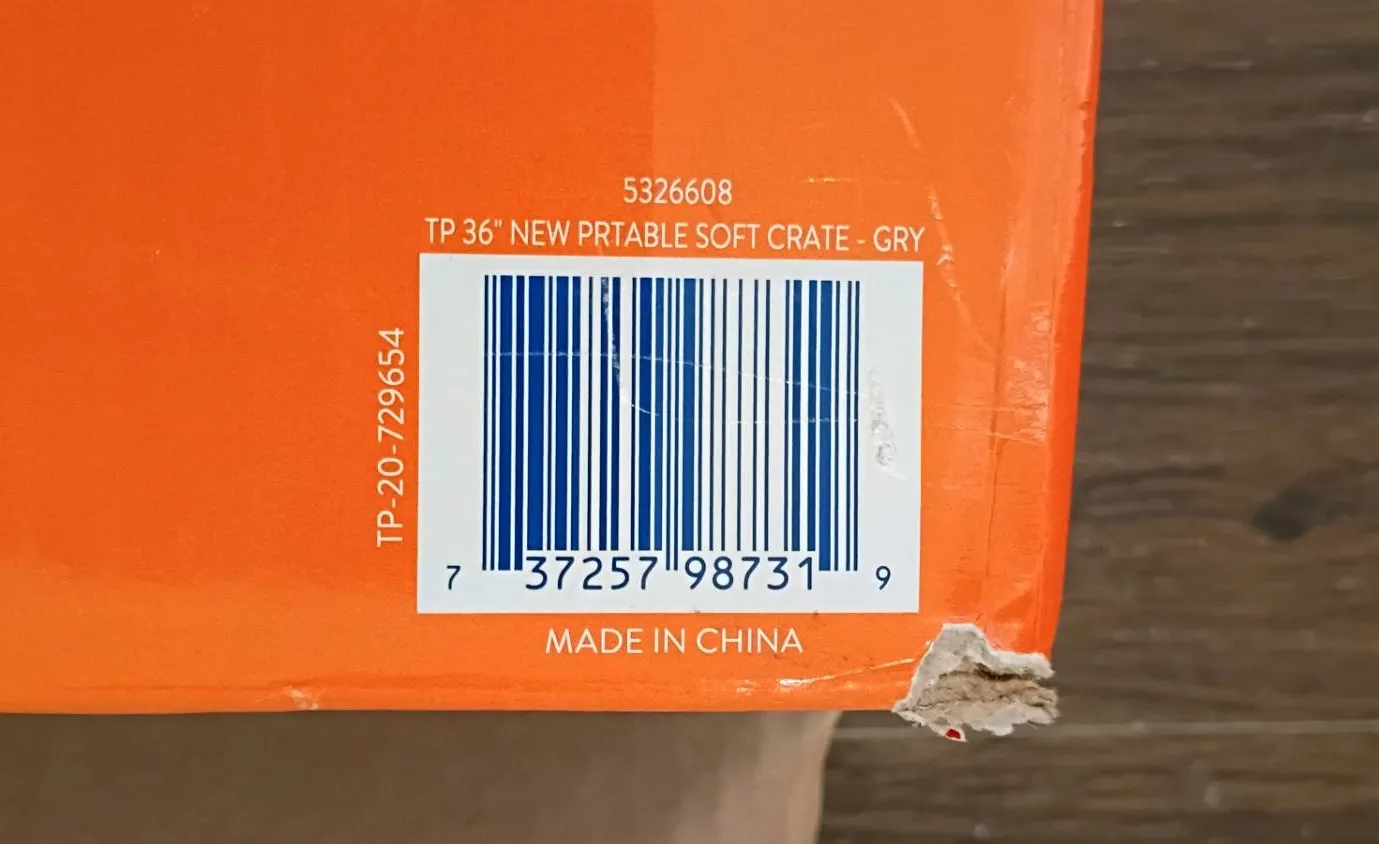 5326608
TP 36" NEW PRTABLE SOFT CRATE - GRY
TP-20-729654
7 37257 98731 9
MADE IN CHINA